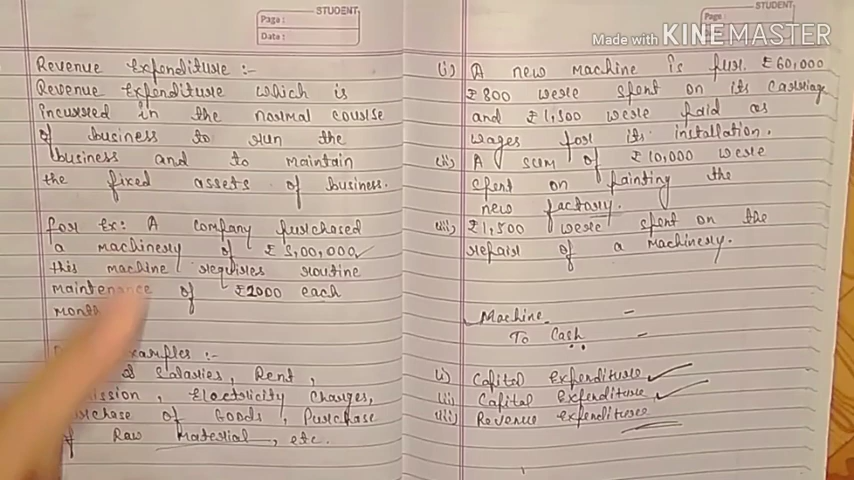 STUDENT
Page :
Date :
Revenue Expenditure :-
Revenue Expenditure which is
incurred in the normal course
of business to run the
business and to maintain
the fixed assets of business.
for ex: A company purchased
a machinery of ₹ 5,00,000
this machine requires routine
maintenance of ₹2000 each
month
xamples :-
Salaries, Rent,
mission, Electricity Charges,
rchase of Goods, Purchase
of Raw Material, etc.
STUDENT
Page
Made with KINEMASTER
(i) A new machine is pur. ₹ 60,000
₹ 800 were spent on its carriage
and ₹ 1,500 were paid as
wages for its installation.
(ii) A sum of ₹ 10,000 were
spent on painting the
new factory.
(iii) ₹ 1,500 were spent on the
repair of a machinery.
Machine -
To Cash -
(i) Capital Expenditure
(ii) Capital Expenditure
(iii) Revenue Expenditure